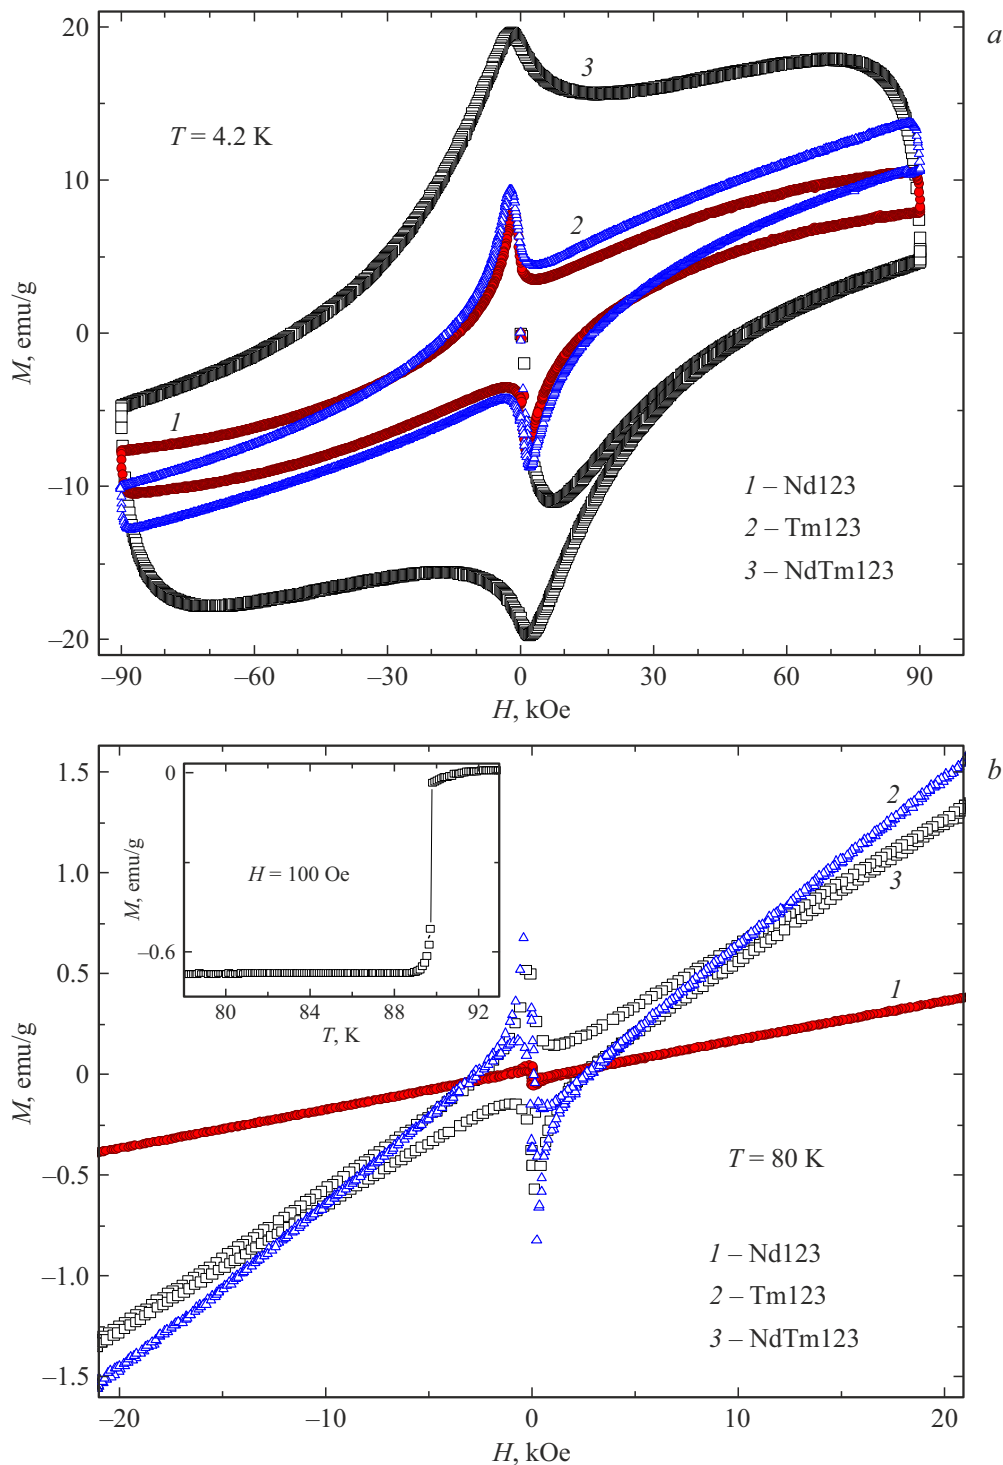 a
20
10
0
–10
–20
M, emu/g
T = 4.2 K
3
2
1
1 – Nd123
2 – Tm123
3 – NdTm123
–90 –60 –30 0 30 60 90
H, kOe
b
1.5
1.0
0.5
0
–0.5
–1.0
–1.5
M, emu/g
0
–0.6
M, emu/g
H = 100 Oe
80 84 88 92
T, K
2
3
1
T = 80 K
1 – Nd123
2 – Tm123
3 – NdTm123
–20 –10 0 10 20
H, kOe